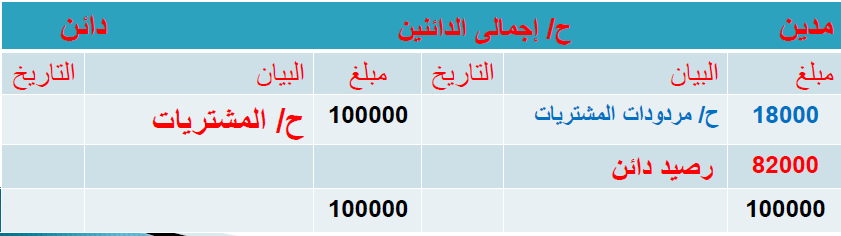 مدين ح/ إجمالى الدائنين دائن
مبلغ البيان التاريخ مبلغ البيان التاريخ
18000 ح/ مردودات المشتريات 100000 ح/ المشتريات
82000 رصيد دائن
100000 100000